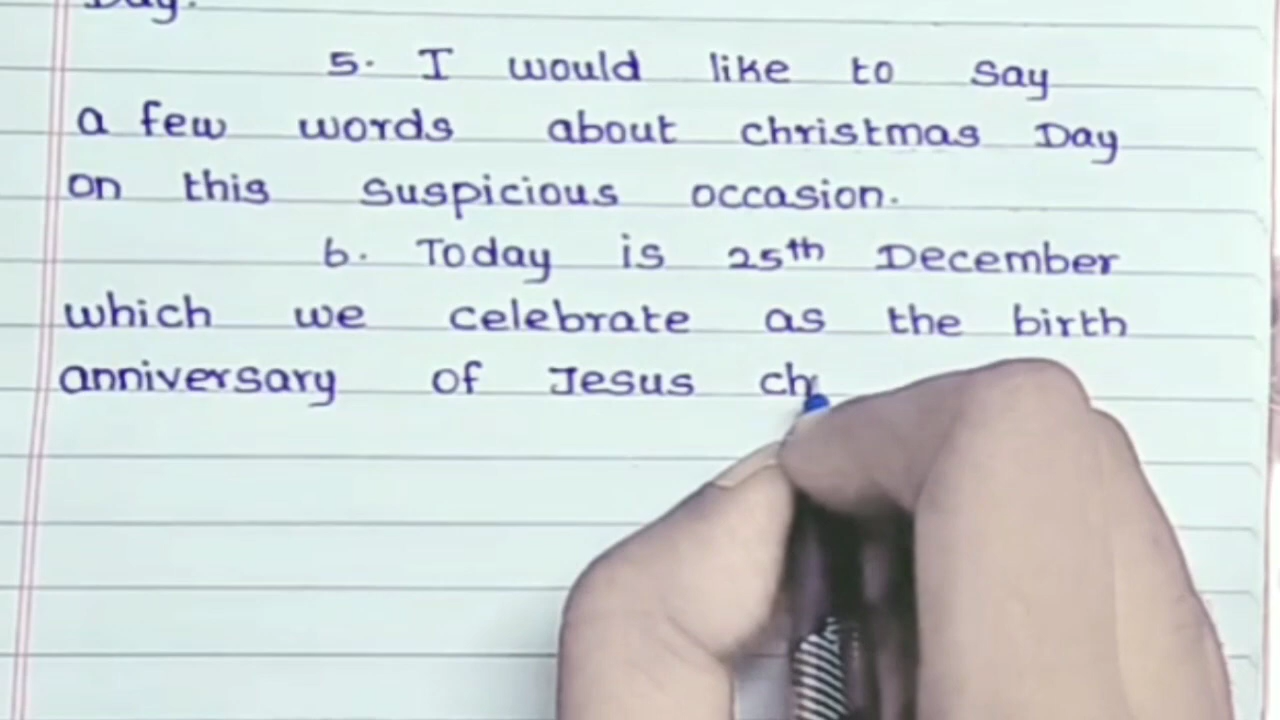 Day.
5. I would like to say
a few words about christmas Day
on this suspicious occasion.
6. Today is 25th December
which we celebrate as the birth
anniversary of Jesus ch